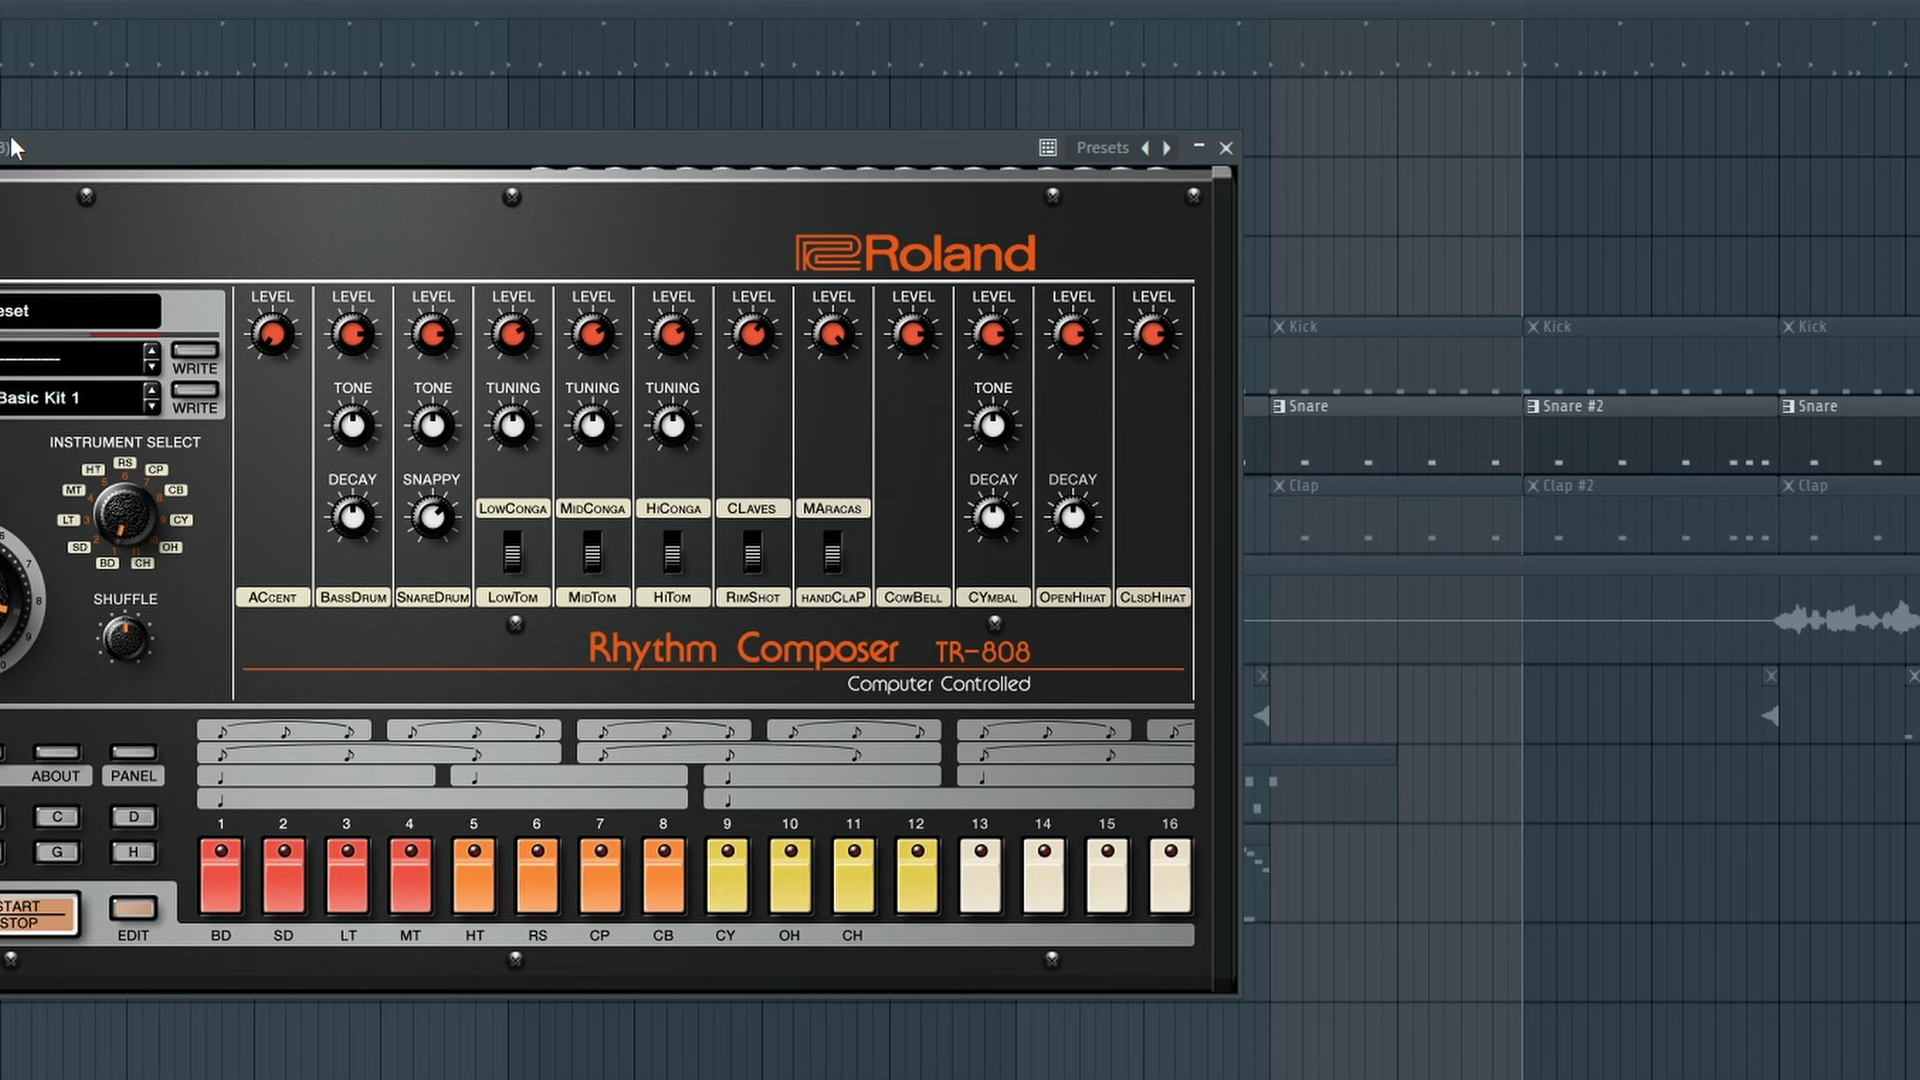 Presets
Roland
LEVEL LEVEL LEVEL LEVEL LEVEL LEVEL LEVEL LEVEL LEVEL LEVEL LEVEL LEVEL
eset
WRITE
Basic Kit 1
WRITE
TONE TONE TUNING TUNING TUNING TONE
INSTRUMENT SELECT
HT RS CP
MT CB
LT CY
SD OH
BD CH
DECAY SNAPPY DECAY DECAY
LOWCONGA MIDCONGA HICONGA CLAVES MARACAS
SHUFFLE
ACCENT BASSDRUM SNAREDRUM LOWTOM MIDTOM HITOM RIMSHOT HANDCLAP COWBELL CYMBAL OPENHIHAT CLSDHIHAT
Rhythm Composer TR-808
Computer Controlled
ABOUT PANEL
C D
G H
1 2 3 4 5 6 7 8 9 10 11 12 13 14 15 16
START
STOP
EDIT
BD SD LT MT HT RS CP CB CY OH CH
Kick Kick Kick
Snare Snare #2 Snare
Clap Clap #2 Clap